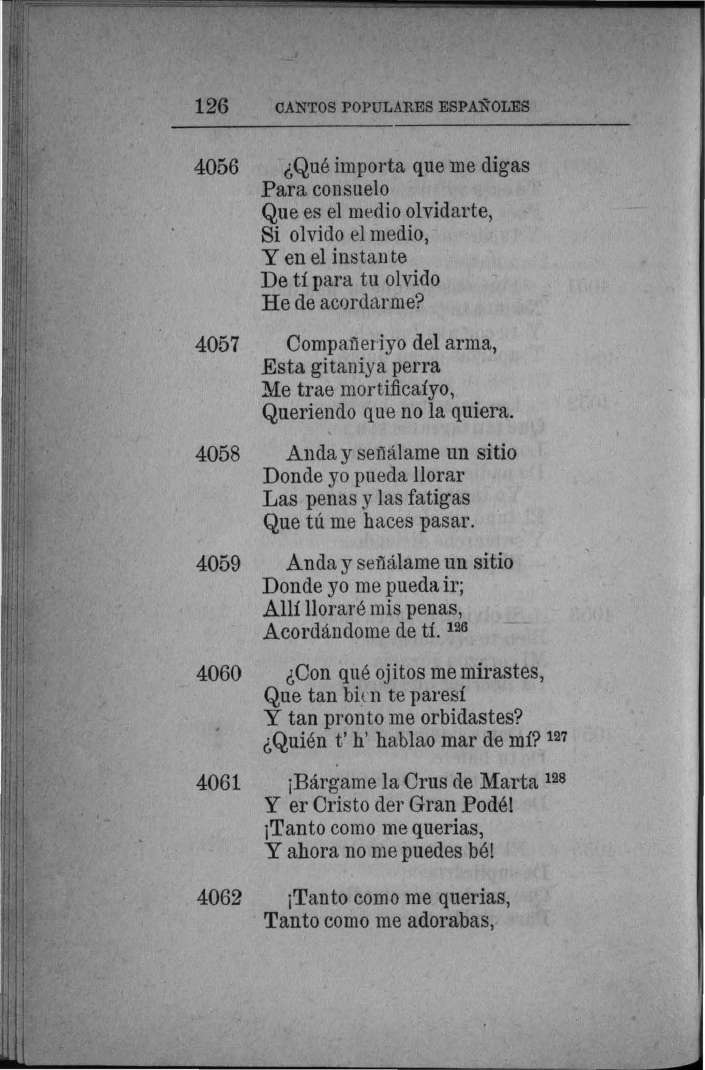 126 CANTOS POPULARES ESPAÑOLES
4056 ¿Qué importa que me digas
Para consuelo
Que es el medio olvidarte,
Si olvido el medio,
Y en el instante
De tí para tu olvido
He de acordarme?
4057 Compañeriyo del arma,
Esta gitaniya perra
Me trae mortificaíyo,
Queriendo que no la quiera.
4058 Anda y señálame un sitio
Donde yo pueda llorar
Las penas y las fatigas
Que tú me haces pasar.
4059 Anda y señálame un sitio
Donde yo me pueda ir;
Allí lloraré mis penas,
Acordándome de tí. 126
4060 ¿Con qué ojitos me mirastes,
Que tan bien te paresí
Y tan pronto me orbidastes?
¿Quién t' h' hablao mar de mí? 127
4061 ¡Bárgame la Crus de Marta 128
Y er Cristo der Gran Podé!
¡Tanto como me querias,
Y ahora no me puedes bé!
4062 ¡Tanto como me querias,
Tanto como me adorabas,